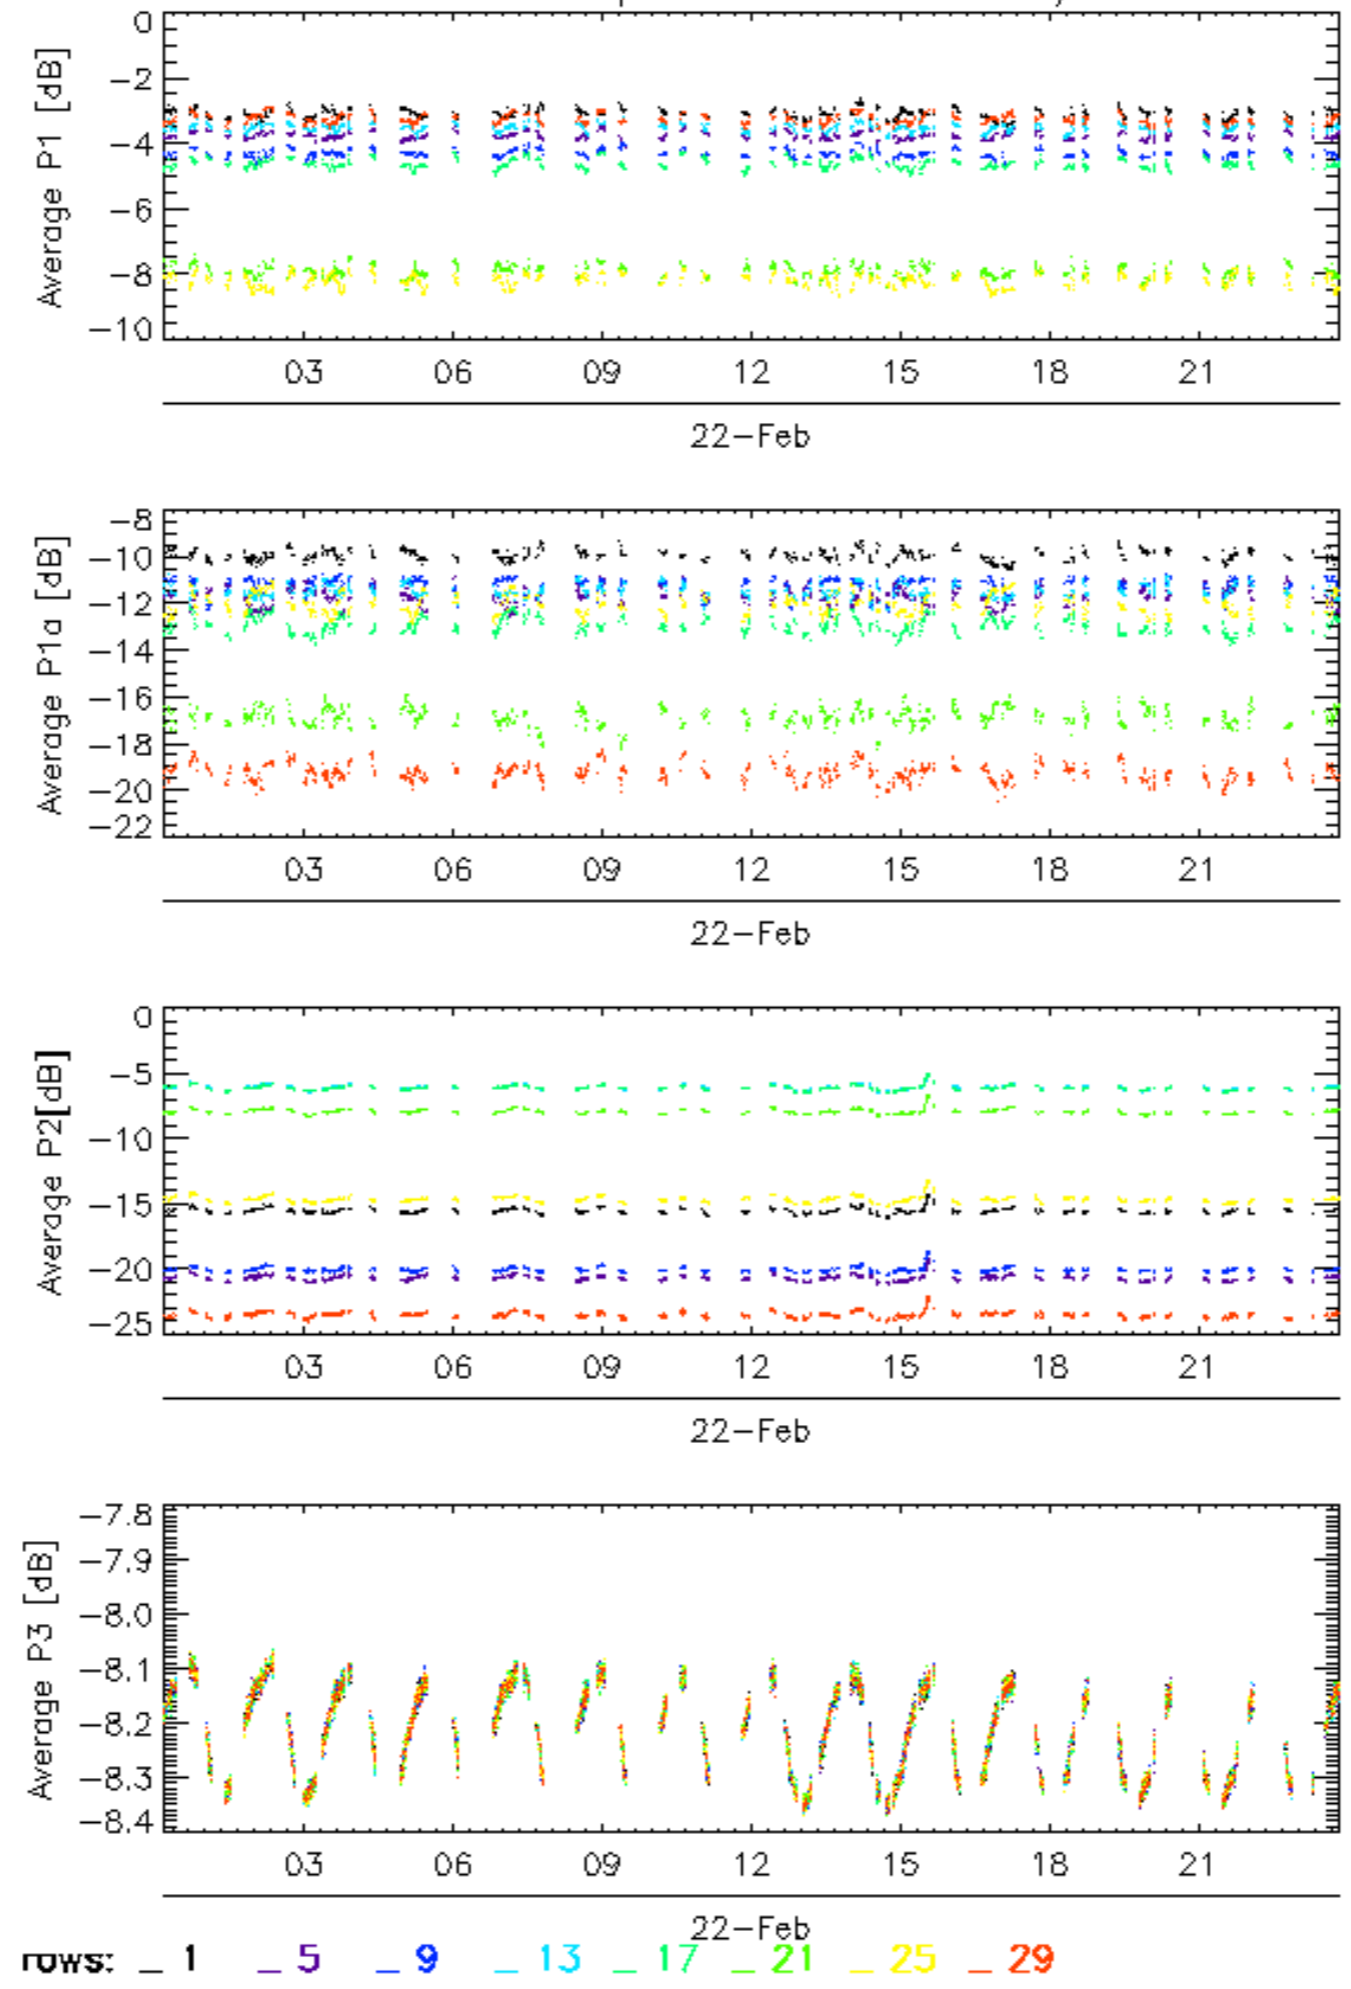 Average P1 [dB]
0
−2
−4
−6
−8
−10
03 06 09 12 15 18 21
22−Feb
Average P1a [dB]
−8
−10
−12
−14
−16
−18
−20
−22
03 06 09 12 15 18 21
22−Feb
Average P2[dB]
0
−5
−10
−15
−20
−25
03 06 09 12 15 18 21
22−Feb
Average P3 [dB]
−7.8
−7.9
−8.0
−8.1
−8.2
−8.3
−8.4
03 06 09 12 15 18 21
22−Feb
rows: _ 1 _ 5 _ 9 _ 13 _ 17 _ 21 _ 25 _ 29